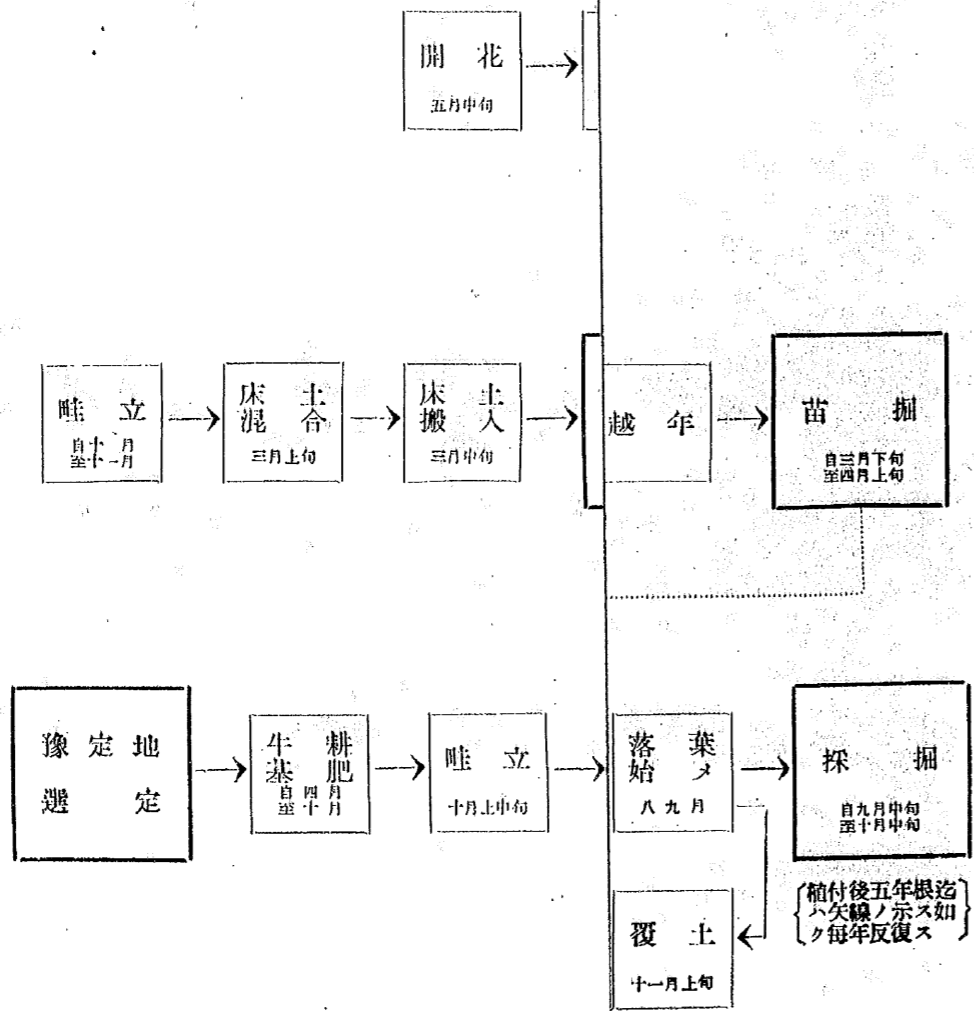 開花
五月中旬
畦立
自十 月
至十一月
床土
混合
三月上旬
床土
搬入
三月中旬
越年
苗掘
自三月下旬
至四月上旬
豫定地
選定
牛耕
基肥
自四月
至十月
畦立
十月上中旬
落葉
始メ
八九月
採掘
自九月中旬
至十月中旬
植付後五年根迄
ハ矢線ノ示ス如
ク每年反復ス
覆土
十一月上旬